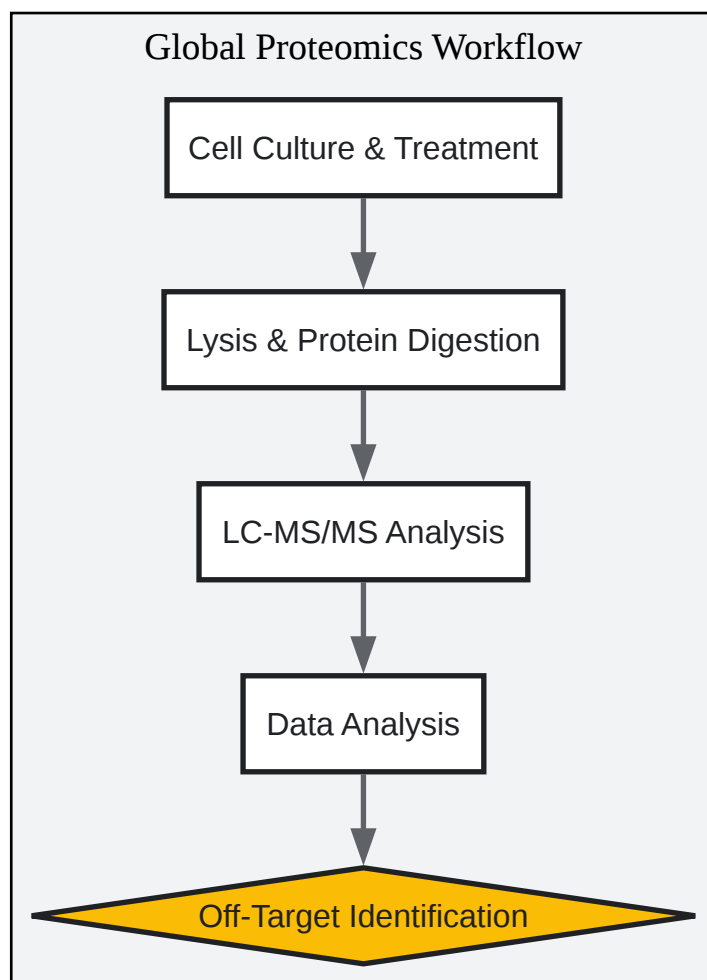 Global Proteomics Workflow
Cell Culture & Treatment
Lysis & Protein Digestion
LC-MS/MS Analysis
Data Analysis
Off-Target Identification